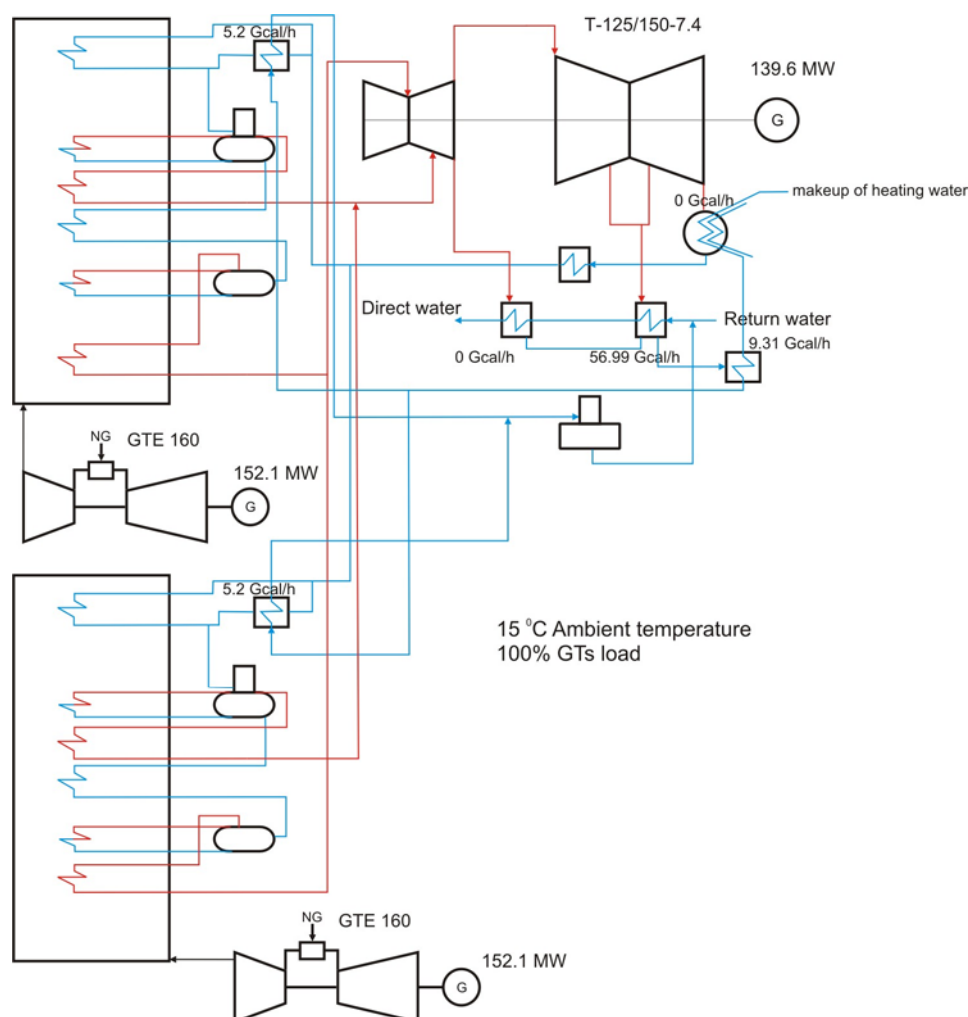 T-125/150-7.4
5.2 Gcal/h
139.6 MW
G
makeup of heating water
0 Gcal/h
Direct water
Return water
0 Gcal/h
56.99 Gcal/h
9.31 Gcal/h
NG
GTE 160
152.1 MW
G
5.2 Gcal/h
15 ⁰C Ambient temperature
100% GTs load
NG
GTE 160
152.1 MW
G